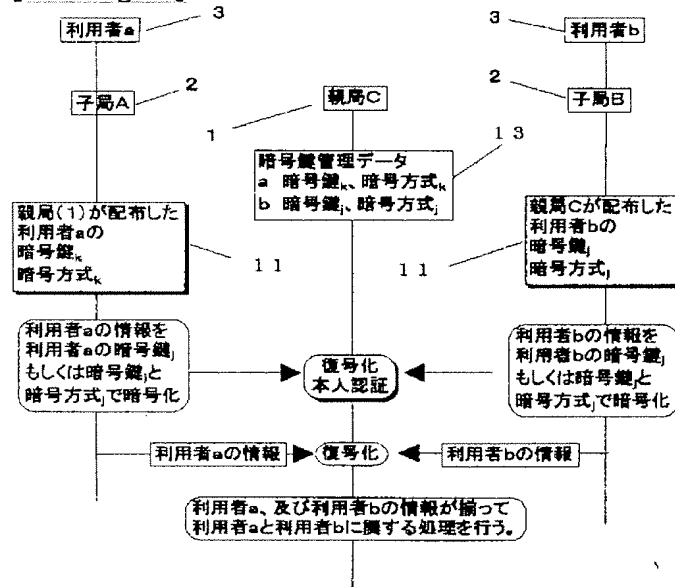 利用者a
3
3
利用者b
子局A
2
親局C
2
子局B
1
13
暗号鍵管理データ
a 暗号鍵k、暗号方式k
b 暗号鍵j、暗号方式j
親局(1)が配布した
利用者aの
暗号鍵k
暗号方式k
11
11
親局Cが配布した
利用者bの
暗号鍵j
暗号方式j
利用者aの情報を
利用者aの暗号鍵j
もしくは暗号鍵jと
暗号方式jで暗号化
復号化
本人認証
利用者bの情報を
利用者bの暗号鍵j
もしくは暗号鍵jと
暗号方式jで暗号化
利用者aの情報
復号化
利用者bの情報
利用者a、及び利用者bの情報が揃って
利用者aと利用者bに関する処理を行う。